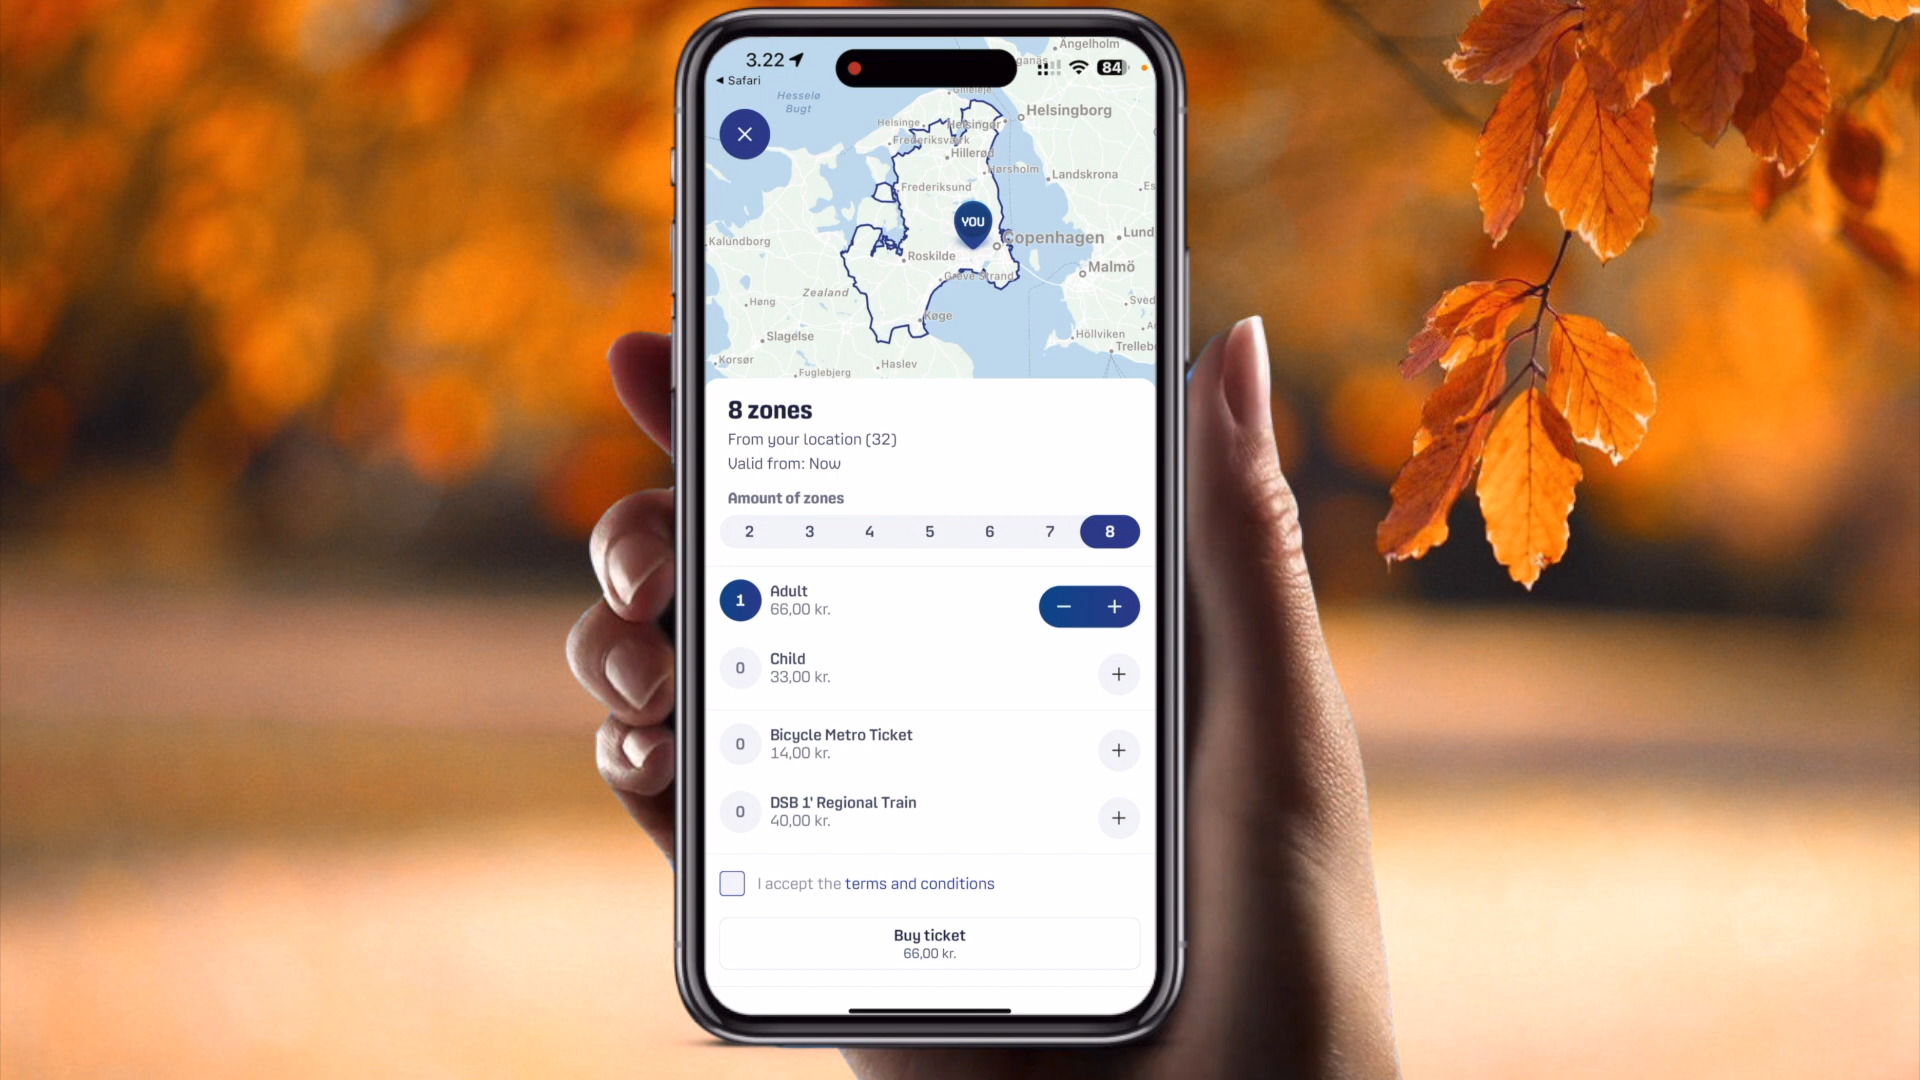 3.22
84
◀ Safari
Ängelholm
Gilleleje
Hesselø
Bugt
Helsingborg
Helsinge
Helsingør
Frederiksværk
Hillerød
Hørsholm
Landskrona
Frederiksund
YOU
Copenhagen
Lund
Kalundborg
Roskilde
Malmö
Greve Strand
Zealand
Høng
Køge
Slagelse
Höllviken
Korsør
Haslev
Fuglebjerg
8 zones
From your location (32)
Valid from: Now
Amount of zones
2 3 4 5 6 7 8
1 Adult
66,00 kr.
− +
0 Child
33,00 kr.
+
0 Bicycle Metro Ticket
14,00 kr.
+
0 DSB 1' Regional Train
40,00 kr.
+
I accept the terms and conditions
Buy ticket
66,00 kr.